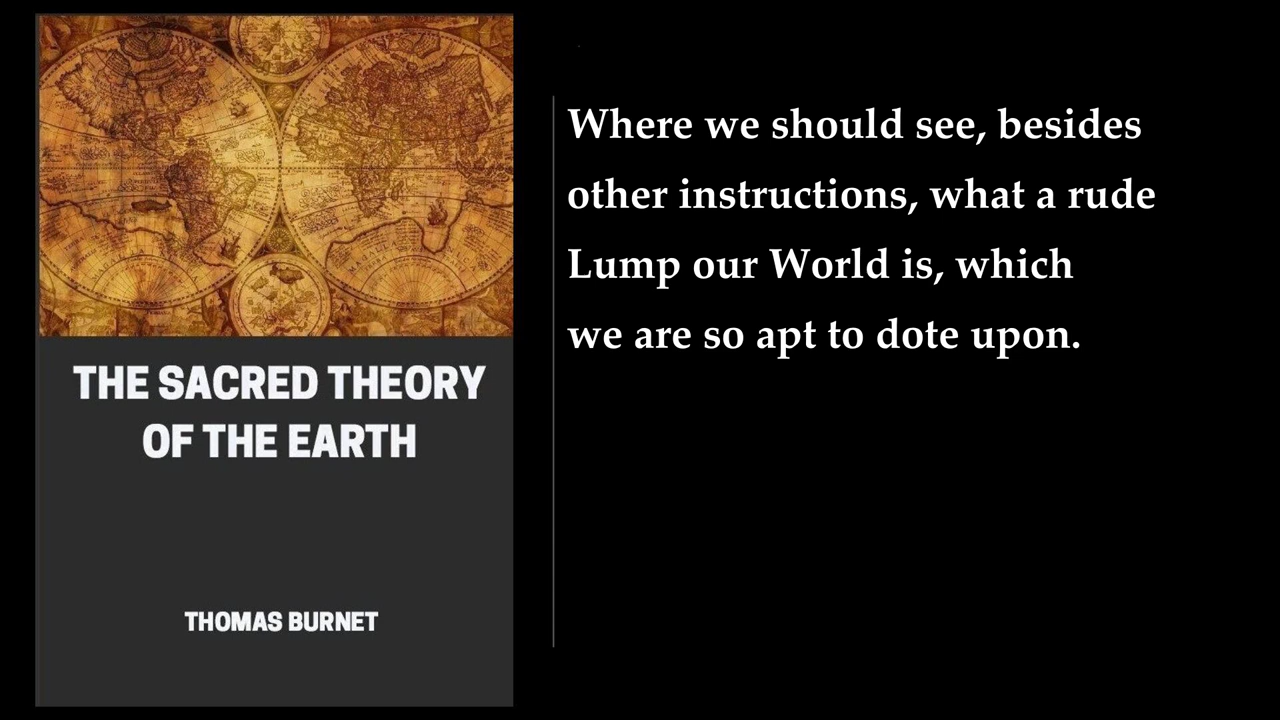 THE SACRED THEORY
OF THE EARTH
THOMAS BURNET
Where we should see, besides
other instructions, what a rude
Lump our World is, which
we are so apt to dote upon.